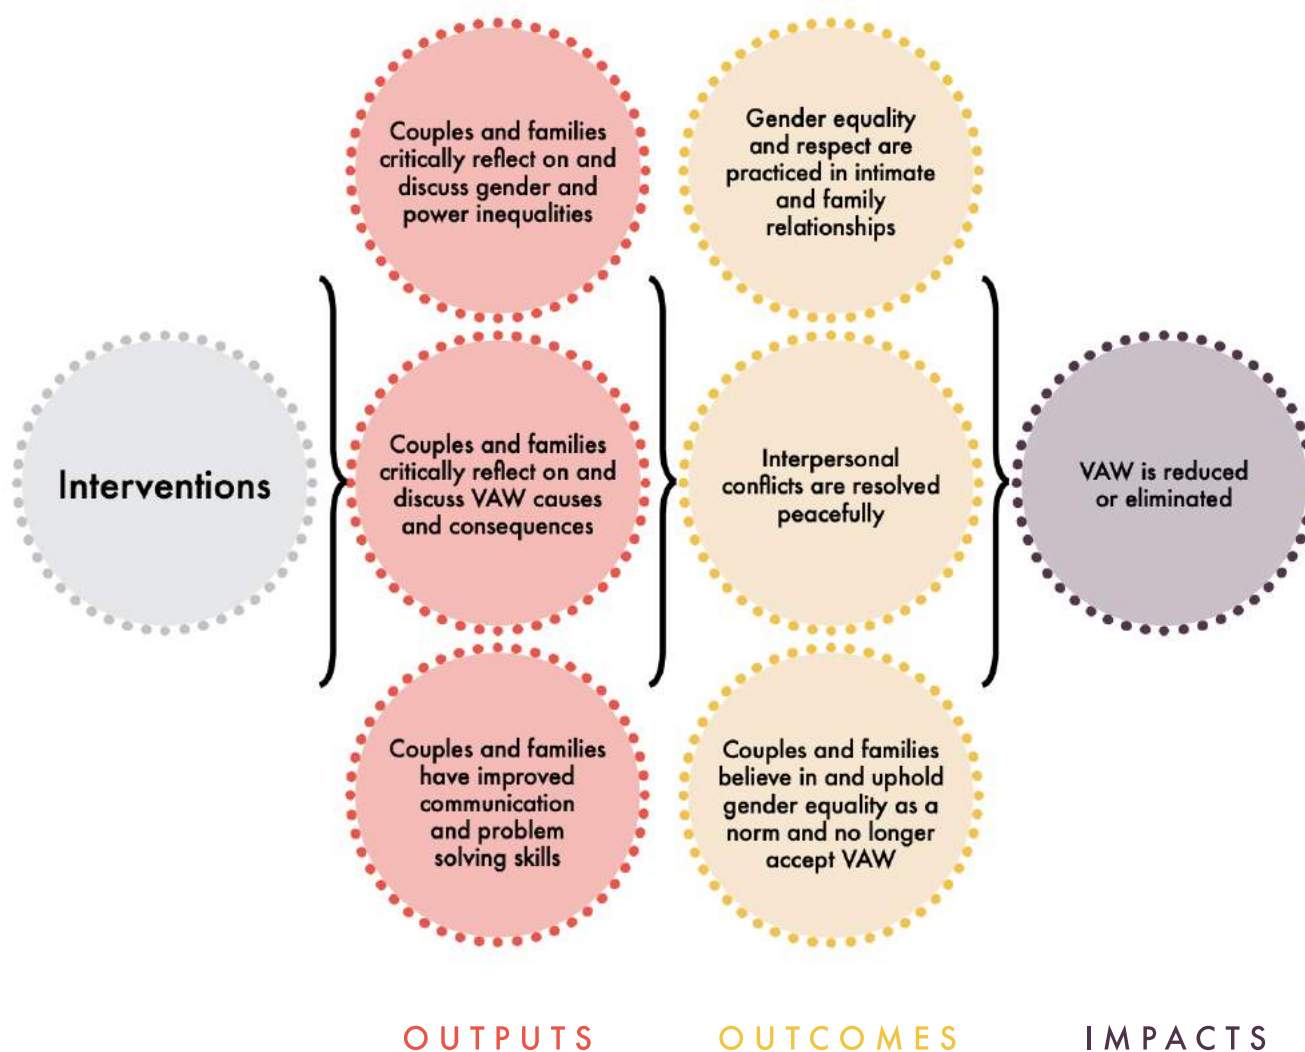 Interventions
Couples and families
critically reflect on and
discuss gender and
power inequalities
Couples and families
critically reflect on and
discuss VAW causes
and consequences
Couples and families
have improved
communication
and problem
solving skills
Gender equality
and respect are
practiced in intimate
and family
relationships
Interpersonal
conflicts are resolved
peacefully
Couples and families
believe in and uphold
gender equality as a
norm and no longer
accept VAW
VAW is reduced
or eliminated
OUTPUTS
OUTCOMES
IMPACTS